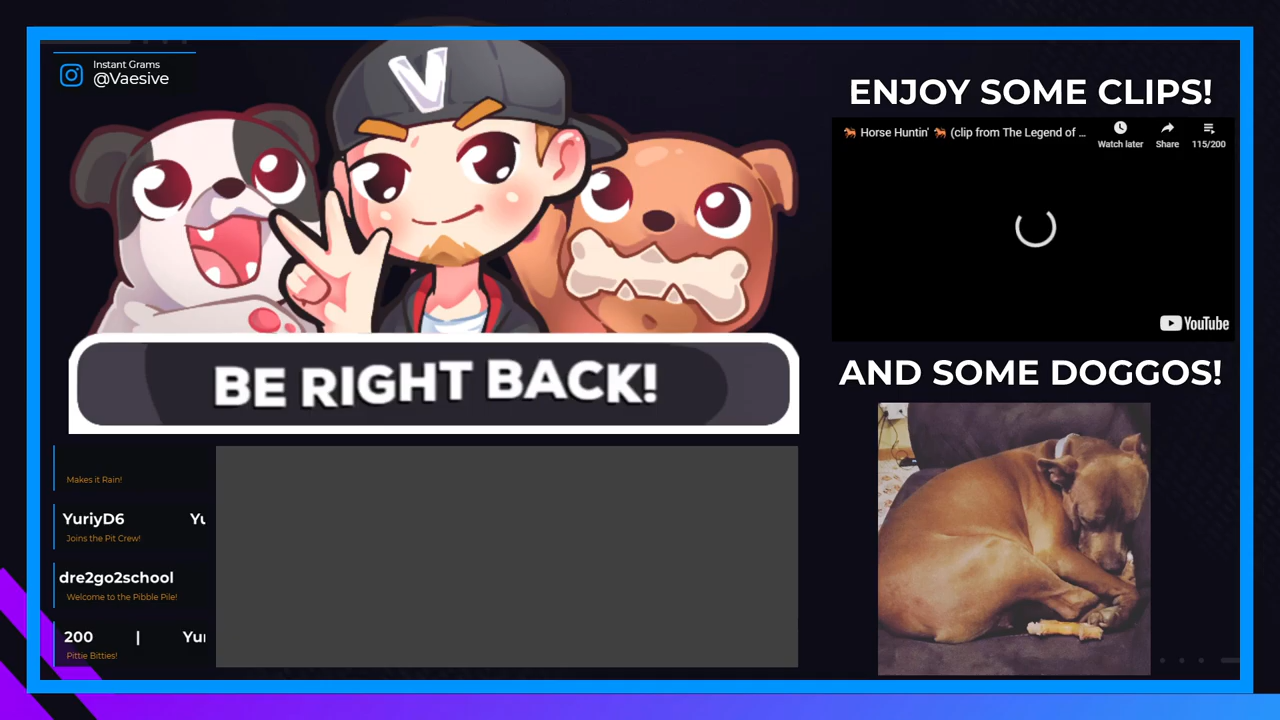 Instant Grams
@Vaesive
V
BE RIGHT BACK!
ENJOY SOME CLIPS!
🐎 Horse Huntin' 🐎 (clip from The Legend of ...
Watch later
Share
115/200
YouTube
AND SOME DOGGOS!
Makes it Rain!
YuriyD6 Yu
Joins the Pit Crew!
dre2go2school
Welcome to the Pibble Pile!
200 | Yur
Pittie Bitties!